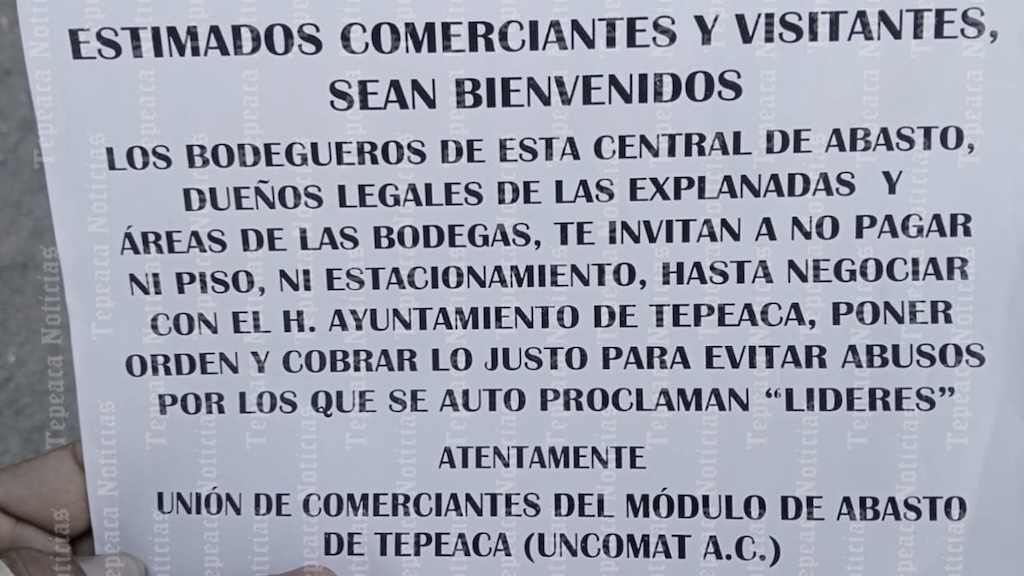 ESTIMADOS COMERCIANTES Y VISITANTES,
SEAN BIENVENIDOS
LOS BODEGUEROS DE ESTA CENTRAL DE ABASTO,
DUEÑOS LEGALES DE LAS EXPLANADAS Y
ÁREAS DE LAS BODEGAS, TE INVITAN A NO PAGAR
NI PISO, NI ESTACIONAMIENTO, HASTA NEGOCIAR
CON EL H. AYUNTAMIENTO DE TEPEACA, PONER
ORDEN Y COBRAR LO JUSTO PARA EVITAR ABUSOS
POR LOS QUE SE AUTO PROCLAMAN “LIDERES”
ATENTAMENTE
UNIÓN DE COMERCIANTES DEL MÓDULO DE ABASTO
DE TEPEACA (UNCOMAT A.C.)
Tepeaca Noticias